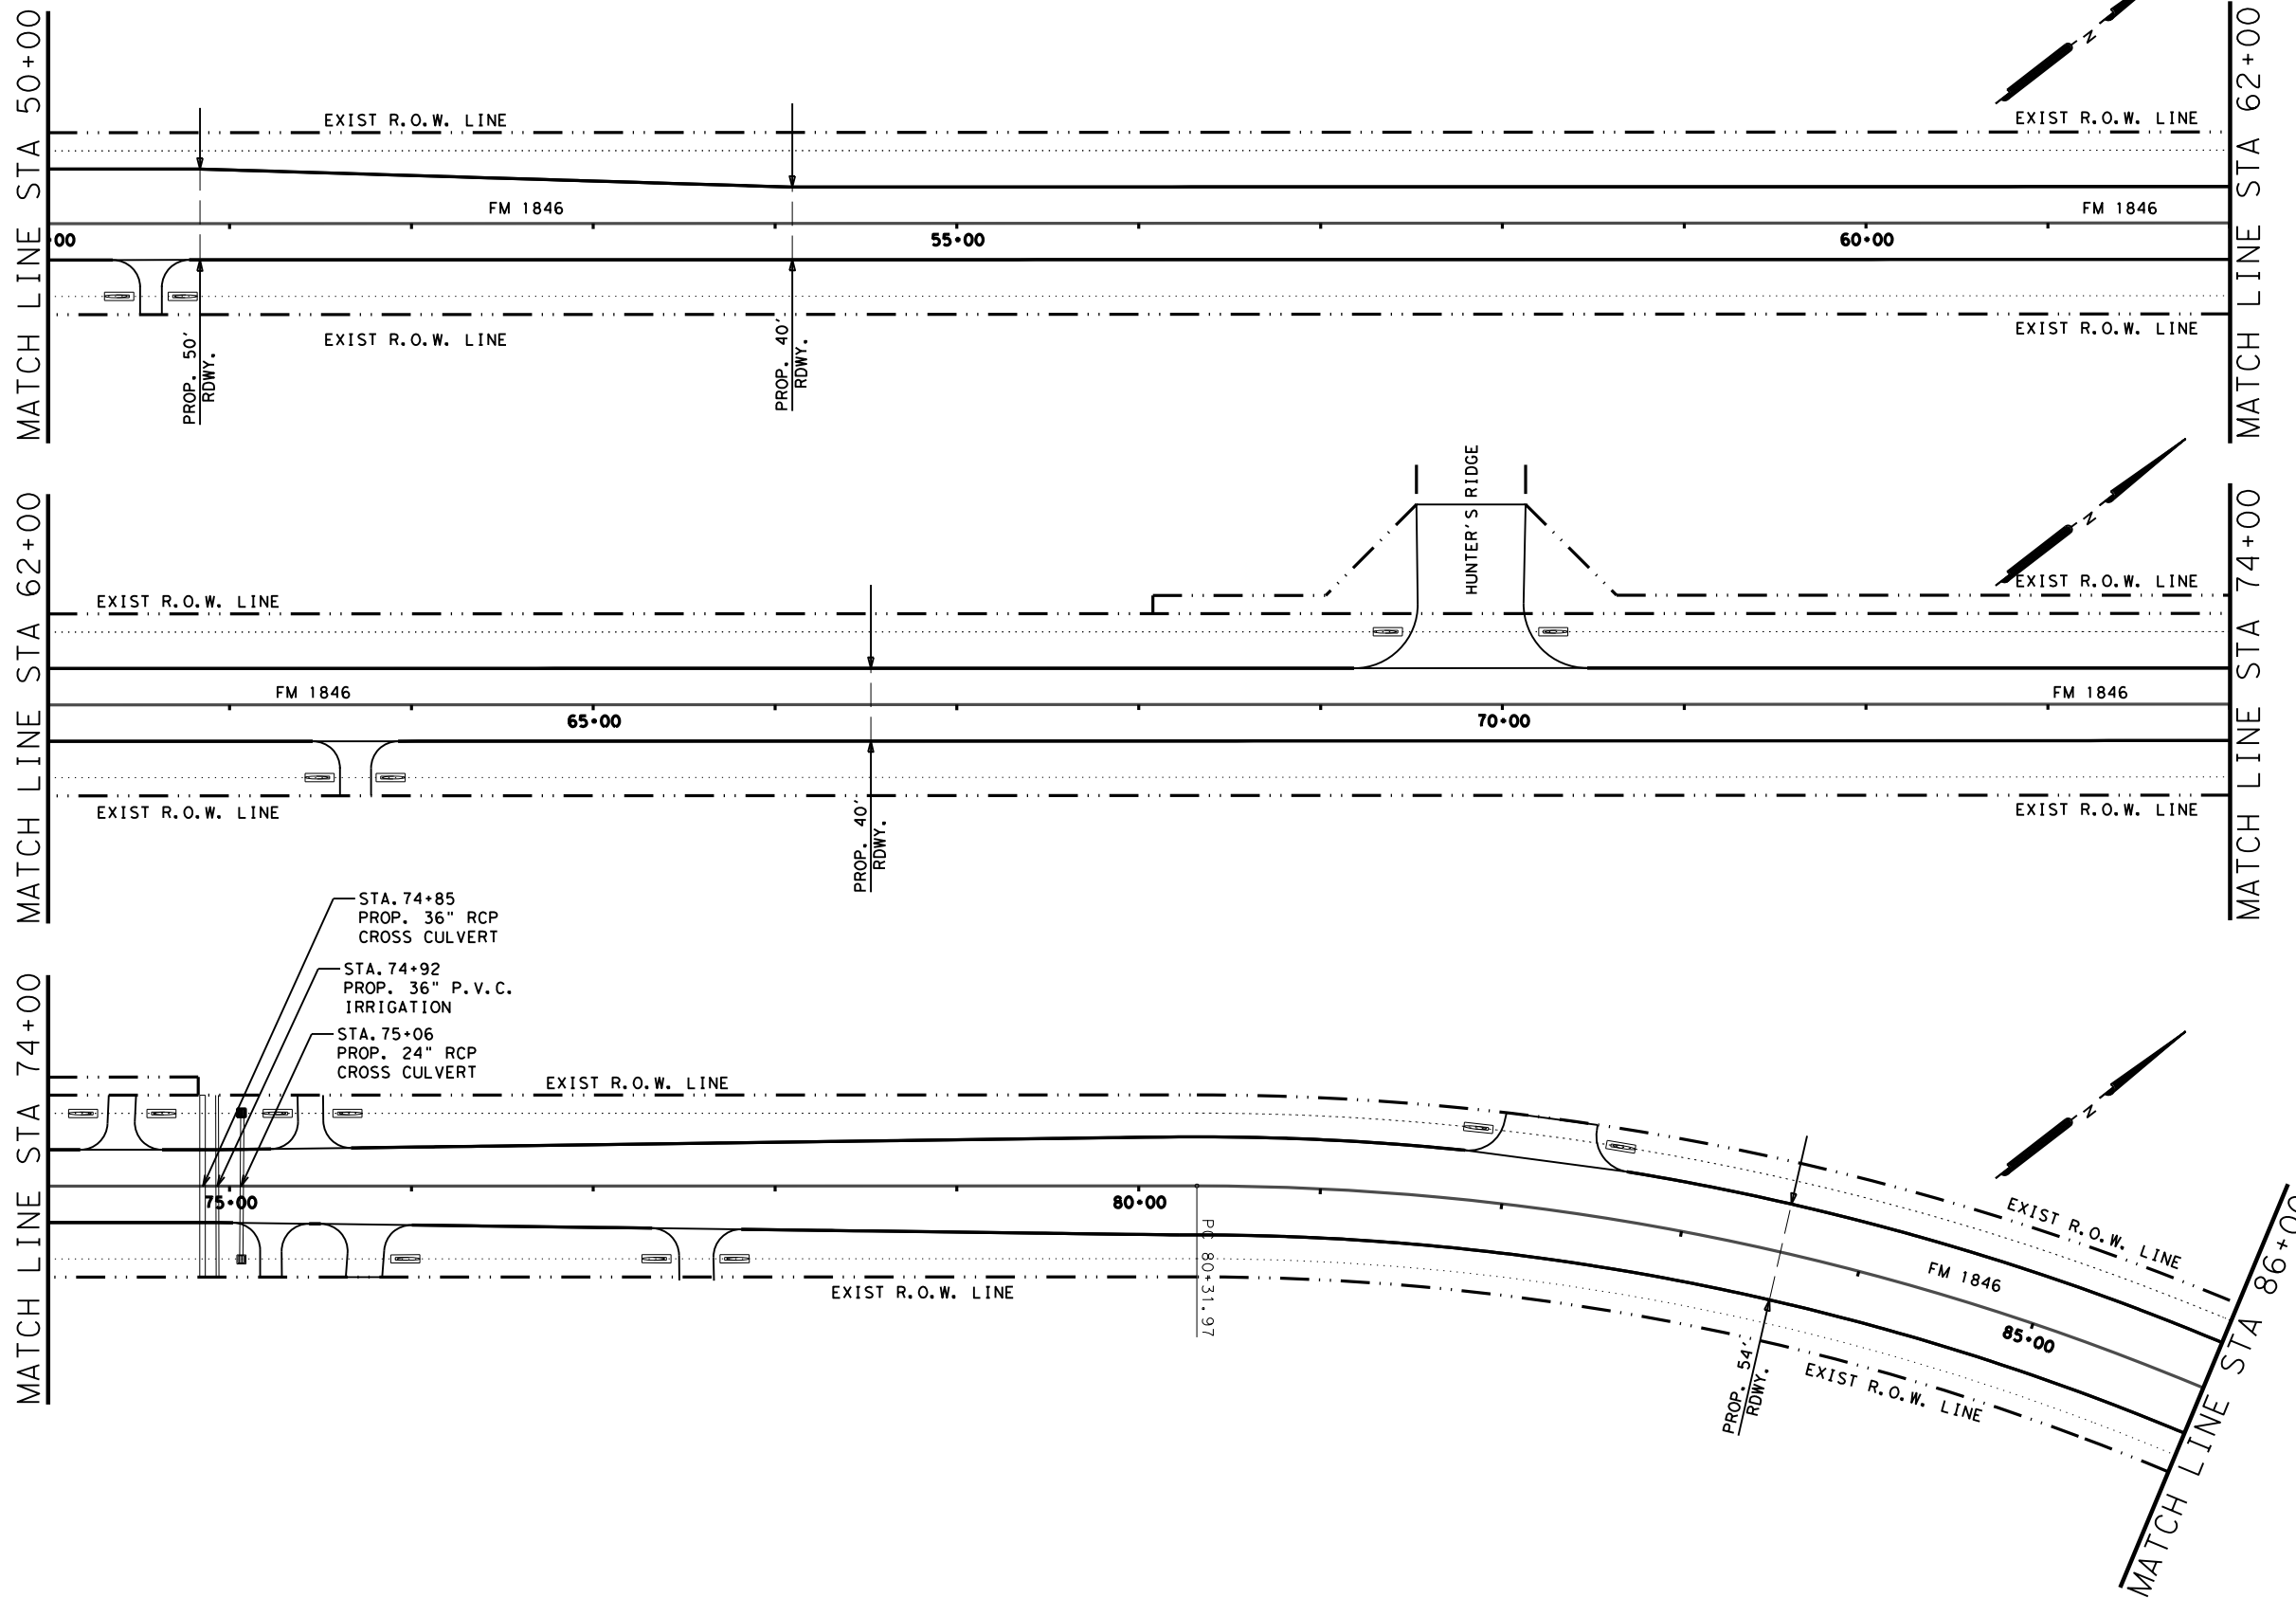 MATCH LINE STA 50+00
EXIST R.O.W. LINE
EXIST R.O.W. LINE
N
FM 1846
FM 1846
00
55+00
60+00
EXIST R.O.W. LINE
EXIST R.O.W. LINE
PROP. 50'
RDWY.
PROP. 40'
RDWY.
MATCH LINE STA 62+00
MATCH LINE STA 62+00
HUNTER'S RIDGE
N
EXIST R.O.W. LINE
EXIST R.O.W. LINE
FM 1846
FM 1846
65+00
70+00
EXIST R.O.W. LINE
EXIST R.O.W. LINE
PROP. 40'
RDWY.
MATCH LINE STA 74+00
MATCH LINE STA 74+00
STA. 74+85
PROP. 36" RCP
CROSS CULVERT
STA. 74+92
PROP. 36" P.V.C.
IRRIGATION
STA. 75+06
PROP. 24" RCP
CROSS CULVERT
EXIST R.O.W. LINE
N
75+00
80+00
PC 80+31.97
EXIST R.O.W. LINE
EXIST R.O.W. LINE
FM 1846
85+00
EXIST R.O.W. LINE
PROP. 54'
RDWY.
MATCH LINE STA 86+00